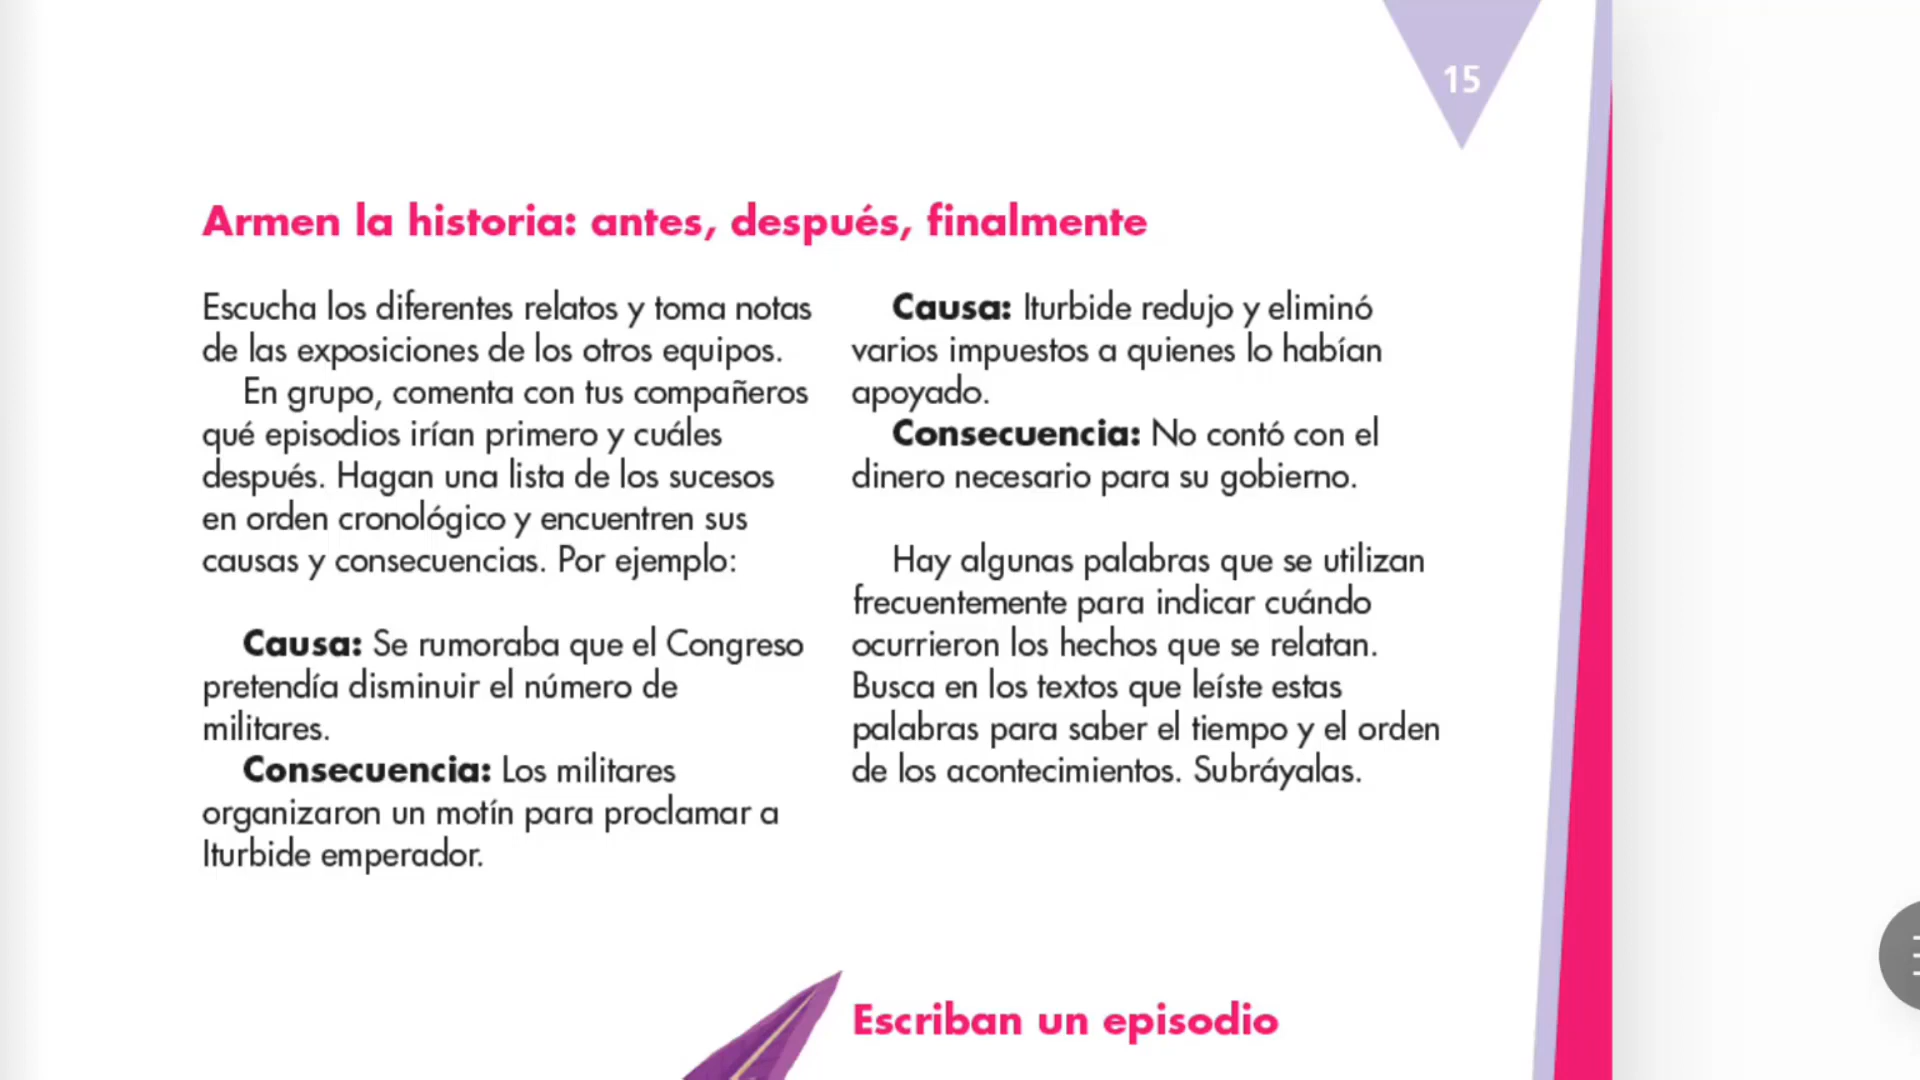 15
Armen la historia: antes, después, finalmente
Escucha los diferentes relatos y toma notas
de las exposiciones de los otros equipos.
En grupo, comenta con tus compañeros
qué episodios irían primero y cuáles
después. Hagan una lista de los sucesos
en orden cronológico y encuentren sus
causas y consecuencias. Por ejemplo:
Causa: Se rumoraba que el Congreso
pretendía disminuir el número de
militares.
Consecuencia: Los militares
organizaron un motín para proclamar a
Iturbide emperador.
Causa: Iturbide redujo y eliminó
varios impuestos a quienes lo habían
apoyado.
Consecuencia: No contó con el
dinero necesario para su gobierno.
Hay algunas palabras que se utilizan
frecuentemente para indicar cuándo
ocurrieron los hechos que se relatan.
Busca en los textos que leíste estas
palabras para saber el tiempo y el orden
de los acontecimientos. Subráyalas.
Escriban un episodio